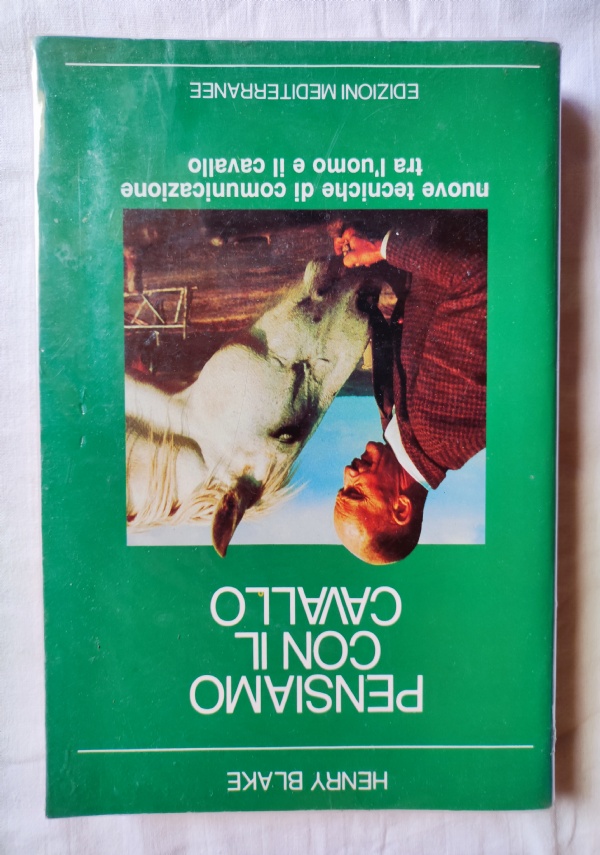 HENRY BLAKE
PENSIAMO
CON IL
CAVALLO
nuove tecniche di comunicazione
tra l'uomo e il cavallo
EDIZIONI MEDITERRANEE